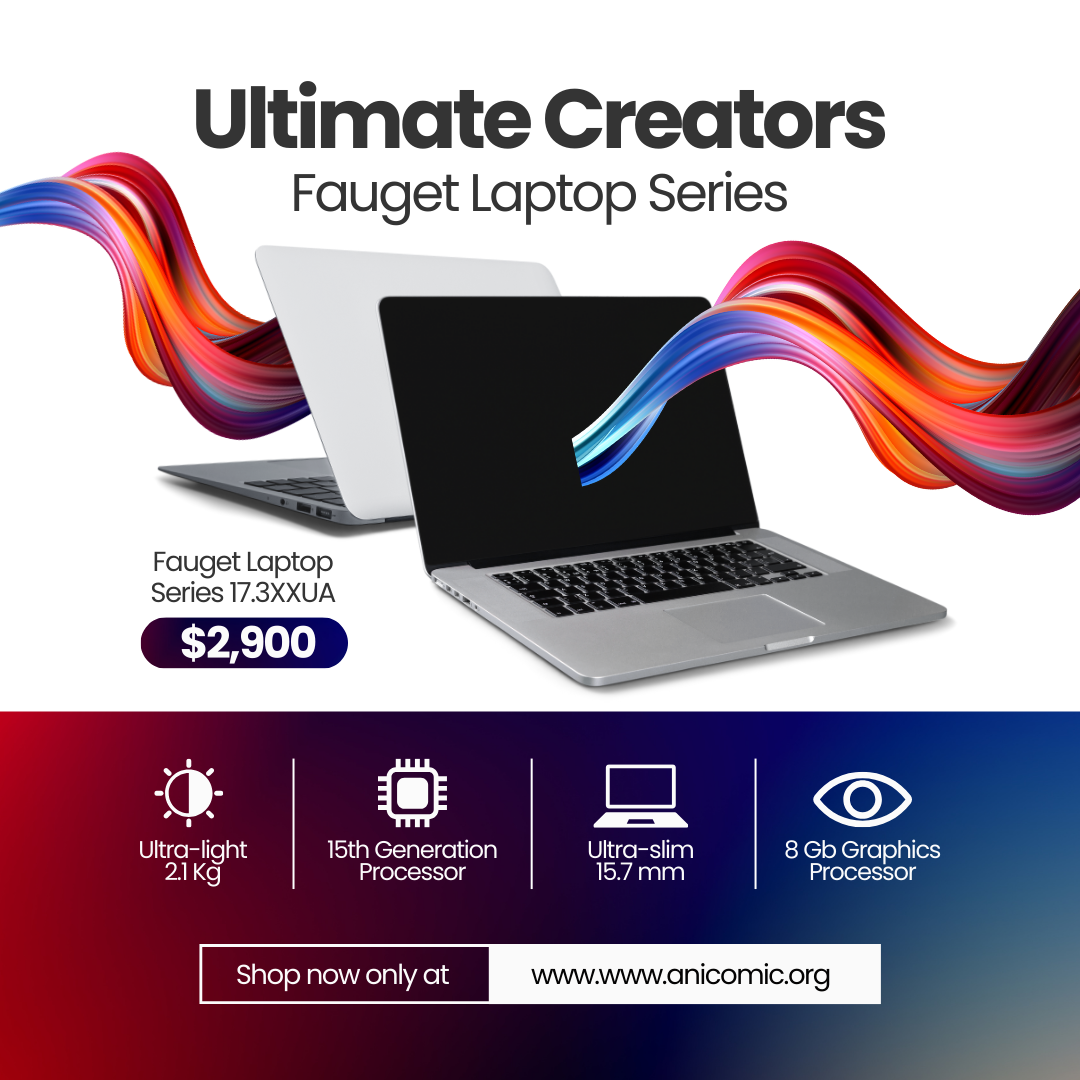 Ultimate Creators
Fauget Laptop Series
Fauget Laptop
Series 17.3XXUA
$2,900
Ultra-light
2.1 Kg
15th Generation
Processor
Ultra-slim
15.7 mm
8 Gb Graphics
Processor
Shop now only at
www.www.anicomic.org